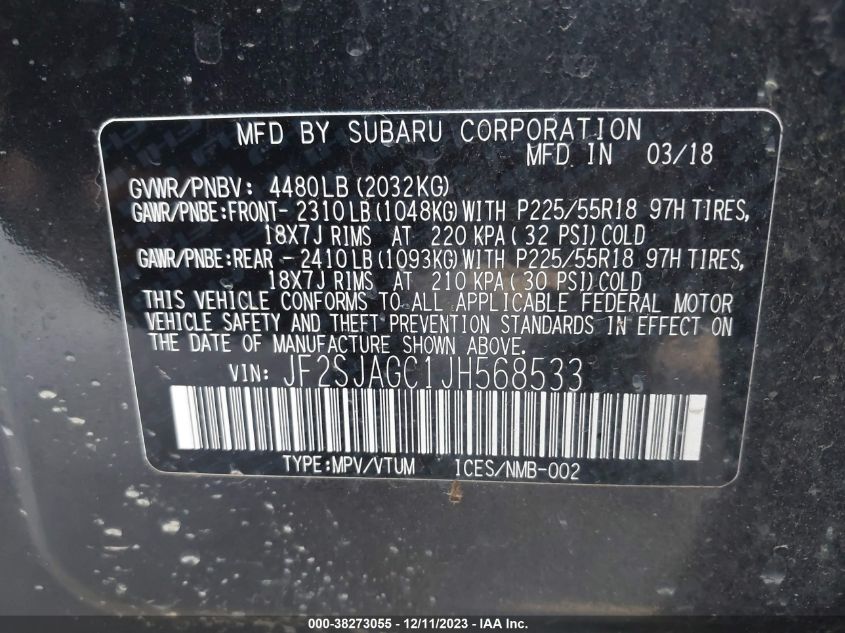 MFD BY SUBARU CORPORATION
MFD IN 03/18
GVWR/PNBV: 4480LB (2032KG)
GAWR/PNBE:FRONT- 2310LB (1048KG) WITH P225/55R18 97H TIRES,
18X7J RIMS AT 220 KPA ( 32 PSI) COLD
GAWR/PNBE:REAR - 2410LB (1093KG) WITH P225/55R18 97H TIRES,
18X7J RIMS AT 210 KPA ( 30 PSI) COLD
THIS VEHICLE CONFORMS TO ALL APPLICABLE FEDERAL MOTOR
VEHICLE SAFETY AND THEFT PREVENTION STANDARDS IN EFFECT ON
THE DATE OF MANUFACTURE SHOWN ABOVE.
VIN: JF2SJAGC1JH568533
TYPE:MPV/VTUM ICES/NMB-002
000-38273055 - 12/11/2023 - IAA Inc.